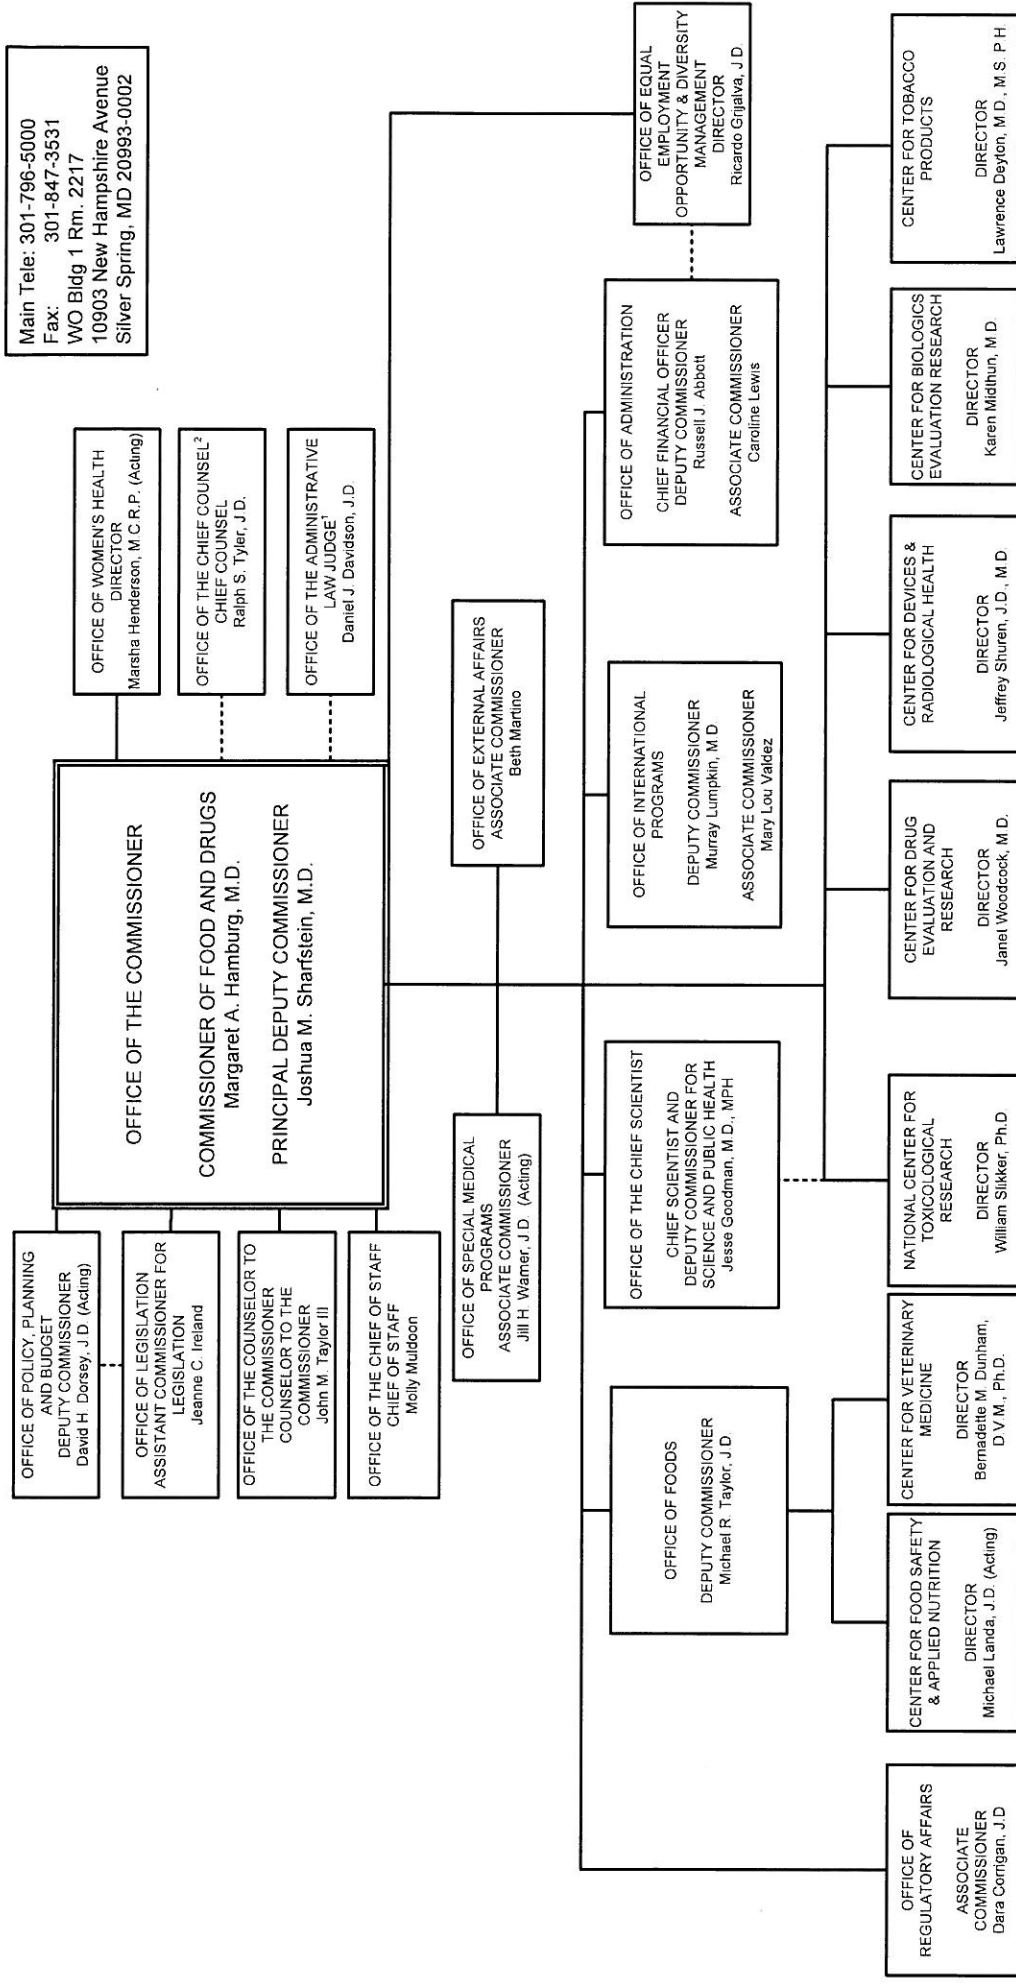 Main Tele: 301-796-5000
Fax: 301-847-3531
WO Bldg 1 Rm. 2217
10903 New Hampshire Avenue
Silver Spring, MD 20993-0002
OFFICE OF THE COMMISSIONER
COMMISSIONER OF FOOD AND DRUGS
Margaret A. Hamburg, M.D.
PRINCIPAL DEPUTY COMMISSIONER
Joshua M. Sharfstein, M.D.
OFFICE OF POLICY, PLANNING
AND BUDGET
DEPUTY COMMISSIONER
David H. Dorsey, J.D. (Acting)
OFFICE OF LEGISLATION
ASSISTANT COMMISSIONER FOR
LEGISLATION
Jeanne C. Ireland
OFFICE OF THE COUNSELOR TO
THE COMMISSIONER
COUNSELOR TO THE
COMMISSIONER
John M. Taylor III
OFFICE OF THE CHIEF OF STAFF
CHIEF OF STAFF
Molly Muldoon
OFFICE OF WOMEN'S HEALTH
DIRECTOR
Marsha Henderson, M.C.R.P. (Acting)
OFFICE OF THE CHIEF COUNSEL²
CHIEF COUNSEL
Ralph S. Tyler, J.D.
OFFICE OF THE ADMINISTRATIVE
LAW JUDGE¹
Daniel J. Davidson, J.D.
OFFICE OF SPECIAL MEDICAL
PROGRAMS
ASSOCIATE COMMISSIONER
Jill H. Warner, J.D. (Acting)
OFFICE OF EXTERNAL AFFAIRS
ASSOCIATE COMMISSIONER
Beth Martino
OFFICE OF FOODS
DEPUTY COMMISSIONER
Michael R. Taylor, J.D.
OFFICE OF THE CHIEF SCIENTIST
CHIEF SCIENTIST AND
DEPUTY COMMISSIONER FOR
SCIENCE AND PUBLIC HEALTH
Jesse Goodman, M.D., MPH
OFFICE OF INTERNATIONAL
PROGRAMS
DEPUTY COMMISSIONER
Murray Lumpkin, M.D
ASSOCIATE COMMISSIONER
Mary Lou Valdez
OFFICE OF ADMINISTRATION
CHIEF FINANCIAL OFFICER
DEPUTY COMMISSIONER
Russell J. Abbott
ASSOCIATE COMMISSIONER
Caroline Lewis
OFFICE OF EQUAL
EMPLOYMENT
OPPORTUNITY & DIVERSITY
MANAGEMENT
DIRECTOR
Ricardo Grijalva, J.D.
OFFICE OF
REGULATORY AFFAIRS
ASSOCIATE
COMMISSIONER
Dara Corrigan, J.D
CENTER FOR FOOD SAFETY
& APPLIED NUTRITION
DIRECTOR
Michael Landa, J.D. (Acting)
CENTER FOR VETERINARY
MEDICINE
DIRECTOR
Bernadette M. Dunham,
D.V.M., Ph.D.
NATIONAL CENTER FOR
TOXICOLOGICAL
RESEARCH
DIRECTOR
William Slikker, Ph.D.
CENTER FOR DRUG
EVALUATION AND
RESEARCH
DIRECTOR
Janet Woodcock, M.D.
CENTER FOR DEVICES &
RADIOLOGICAL HEALTH
DIRECTOR
Jeffrey Shuren, J.D., M.D.
CENTER FOR BIOLOGICS
EVALUATION RESEARCH
DIRECTOR
Karen Midthun, M.D.
CENTER FOR TOBACCO
PRODUCTS
DIRECTOR
Lawrence Deyton, M.D., M.S. P.H.